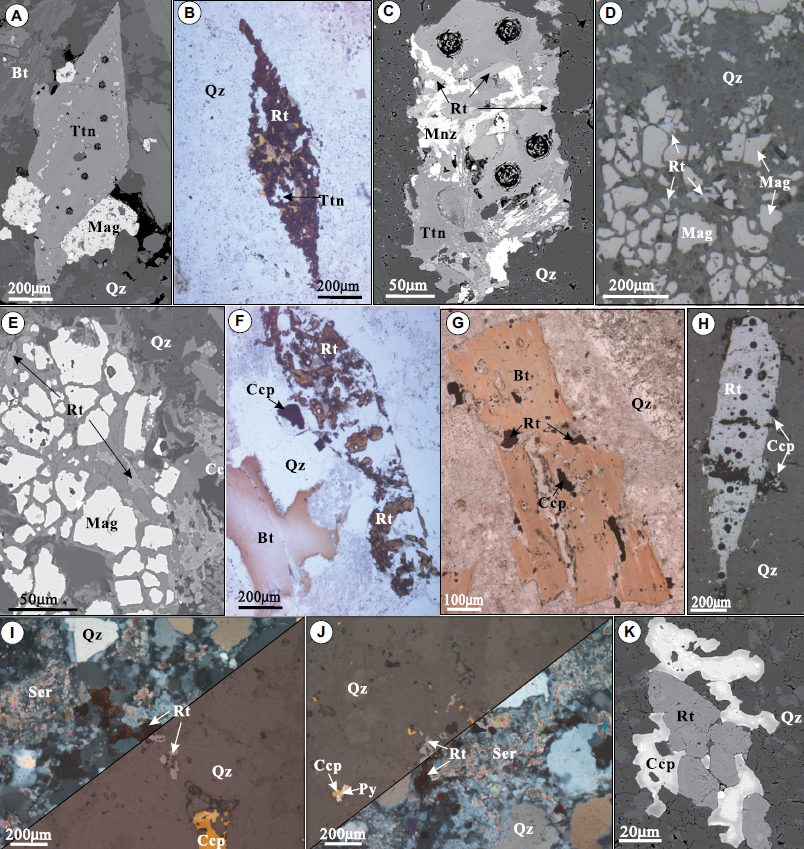 A
Bt
Ttn
Mag
200μm
Qz
B
Qz
Rt
Ttn
200μm
C
Rt
Mnz
Ttn
50μm
Qz
D
Qz
Rt
Mag
Mag
200μm
E
Qz
Rt
Cc
Mag
50μm
F
Rt
Ccp
Qz
Rt
Bt
200μm
G
Bt
Qz
Rt
Ccp
100μm
H
Rt
Ccp
Qz
200μm
I
Qz
Ser
Rt
Qz
200μm
Ccp
J
Qz
Rt
Ser
Ccp
Py
200μm
Qz
K
Rt
Qz
Ccp
20μm